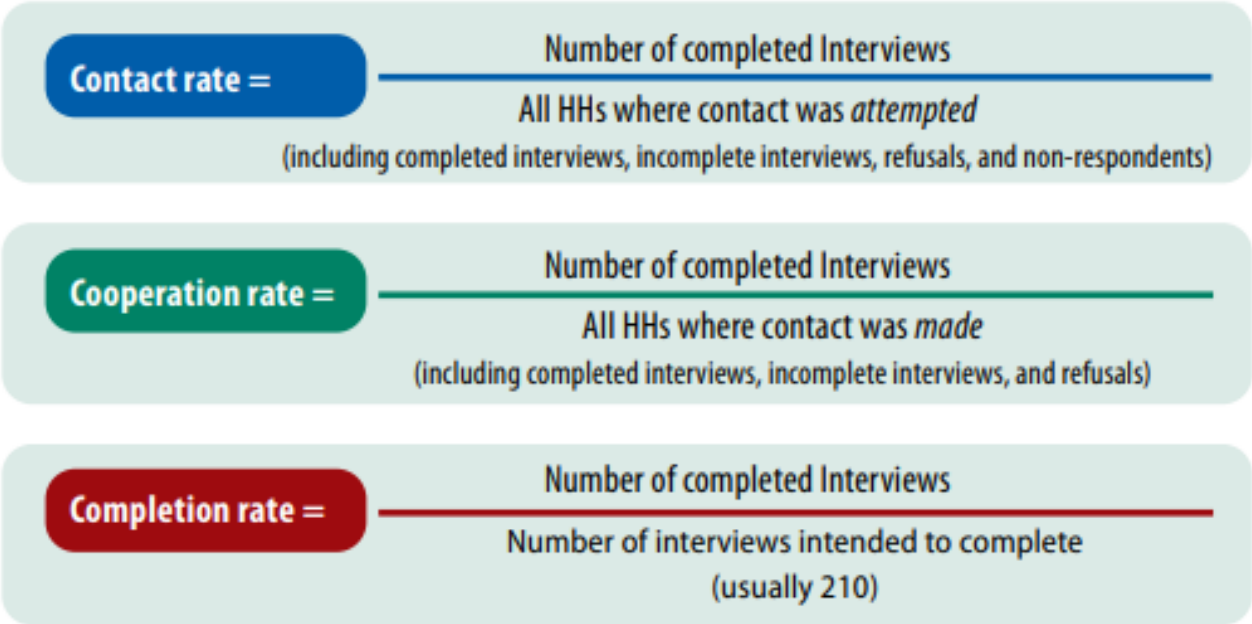 Number of completed Interviews
Contact rate =
All HHs where contact was attempted
(including completed interviews, incomplete interviews, refusals, and non-respondents)
Number of completed Interviews
Cooperation rate =
All HHs where contact was made
(including completed interviews, incomplete interviews, and refusals)
Number of completed Interviews
Completion rate =
Number of interviews intended to complete
(usually 210)